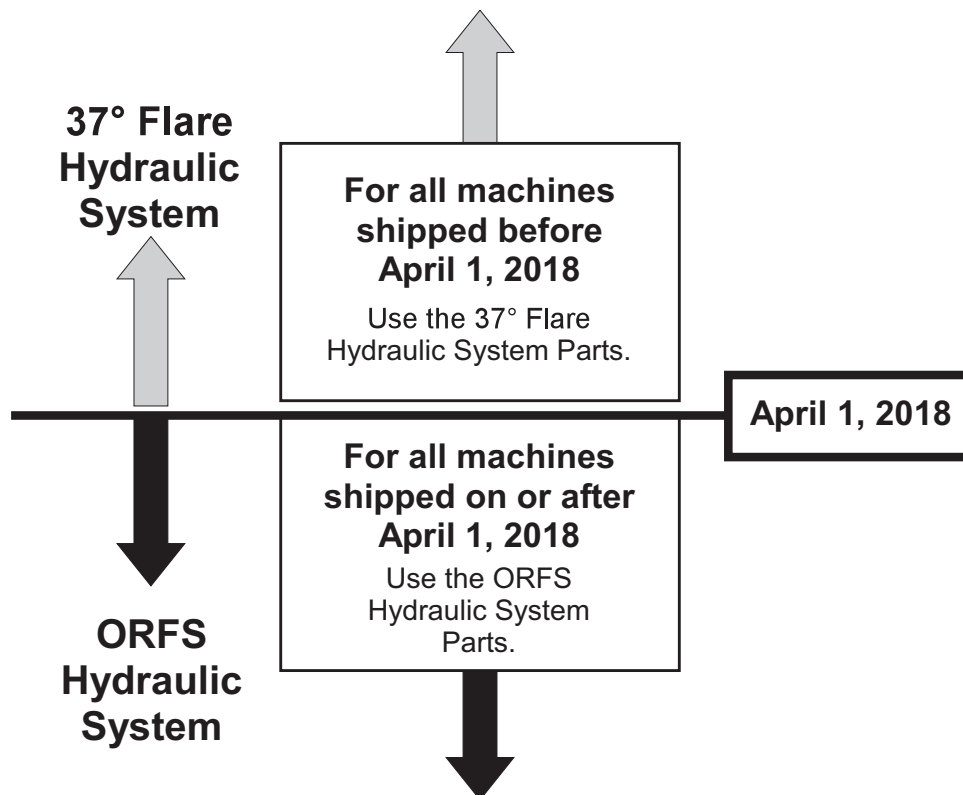 37° Flare
Hydraulic
System
For all machines
shipped before
April 1, 2018
Use the 37° Flare
Hydraulic System Parts.
April 1, 2018
For all machines
shipped on or after
April 1, 2018
Use the ORFS
Hydraulic System
Parts.
ORFS
Hydraulic
System